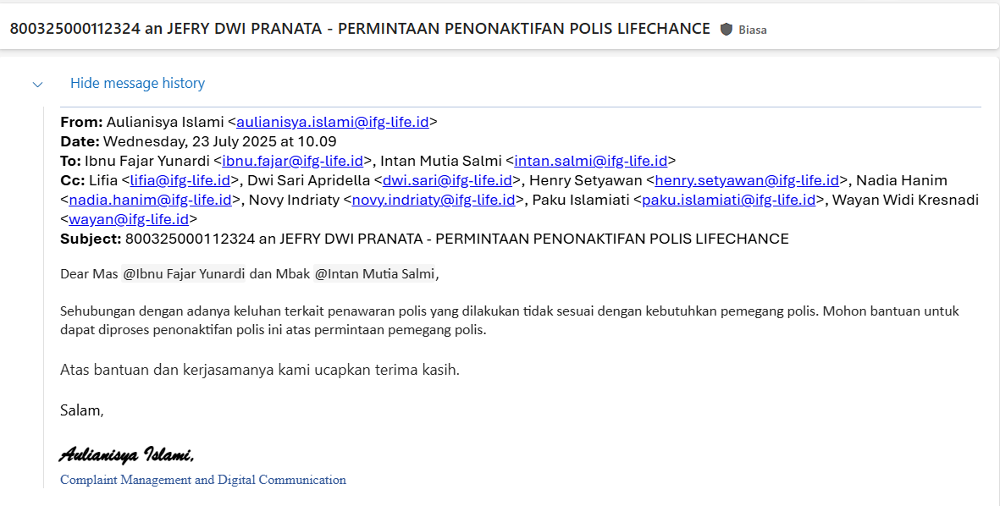 800325000112324 an JEFRY DWI PRANATA - PERMINTAAN PENONAKTIFAN POLIS LIFECHANCE Biasa
Hide message history
From: Aulianisya Islami <aulianisya.islami@ifg-life.id>
Date: Wednesday, 23 July 2025 at 10.09
To: Ibnu Fajar Yunardi <ibnu.fajar@ifg-life.id>, Intan Mutia Salmi <intan.salmi@ifg-life.id>
Cc: Lifia <lifia@ifg-life.id>, Dwi Sari Apridella <dwi.sari@ifg-life.id>, Henry Setyawan <henry.setyawan@ifg-life.id>, Nadia Hanim
<nadia.hanim@ifg-life.id>, Novy Indriaty <novy.indriaty@ifg-life.id>, Paku Islamiati <paku.islamiati@ifg-life.id>, Wayan Widi Kresnadi
<wayan@ifg-life.id>
Subject: 800325000112324 an JEFRY DWI PRANATA - PERMINTAAN PENONAKTIFAN POLIS LIFECHANCE
Dear Mas @Ibnu Fajar Yunardi dan Mbak @Intan Mutia Salmi,
Sehubungan dengan adanya keluhan terkait penawaran polis yang dilakukan tidak sesuai dengan kebutuhkan pemegang polis. Mohon bantuan untuk
dapat diproses penonaktifan polis ini atas permintaan pemegang polis.
Atas bantuan dan kerjasamanya kami ucapkan terima kasih.
Salam,
Aulianisya Islami,
Complaint Management and Digital Communication